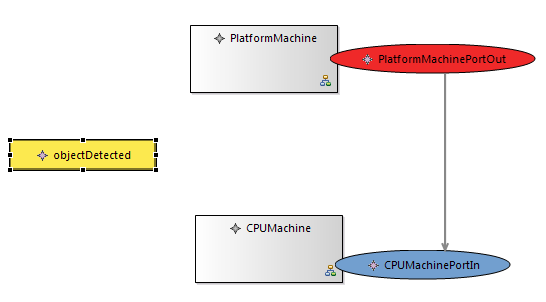 PlatformMachine
PlatformMachinePortOut
objectDetected
CPUMachine
CPUMachinePortIn